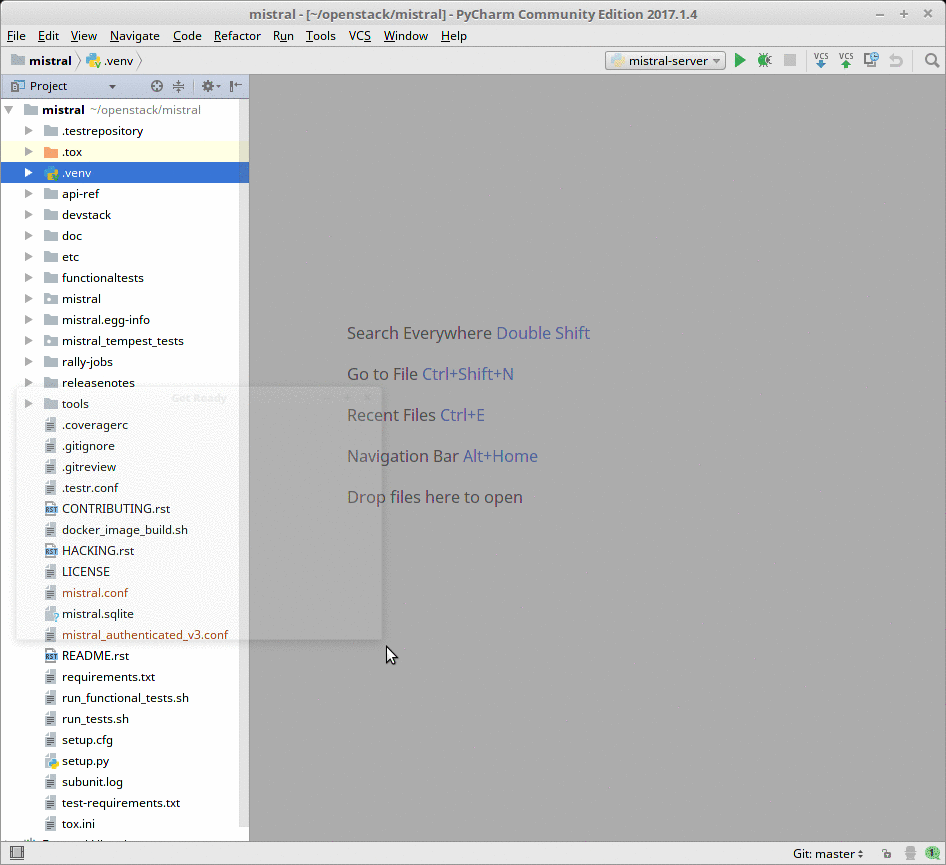 mistral - [~/openstack/mistral] - PyCharm Community Edition 2017.1.4
File Edit View Navigate Code Refactor Run Tools VCS Window Help
mistral .venv mistral-server VCS VCS
Project
mistral ~/openstack/mistral
.testrepository
.tox
.venv
api-ref
devstack
doc
etc
functionaltests
mistral
mistral.egg-info
mistral_tempest_tests
rally-jobs
releasenotes
tools
.coveragerc
.gitignore
.gitreview
.testr.conf
CONTRIBUTING.rst
docker_image_build.sh
HACKING.rst
LICENSE
mistral.conf
mistral.sqlite
mistral_authenticated_v3.conf
README.rst
requirements.txt
run_functional_tests.sh
run_tests.sh
setup.cfg
setup.py
subunit.log
test-requirements.txt
tox.ini
Get Ready
Search Everywhere Double Shift
Go to File Ctrl+Shift+N
Recent Files Ctrl+E
Navigation Bar Alt+Home
Drop files here to open
Git: master 1